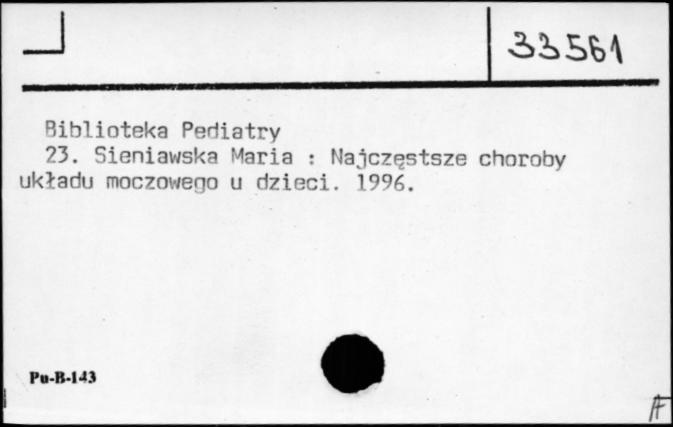 33561
Biblioteka Pediatry
23. Sieniawska Maria : Najczęstsze choroby
układu moczowego u dzieci. 1996.
Pu-B-143